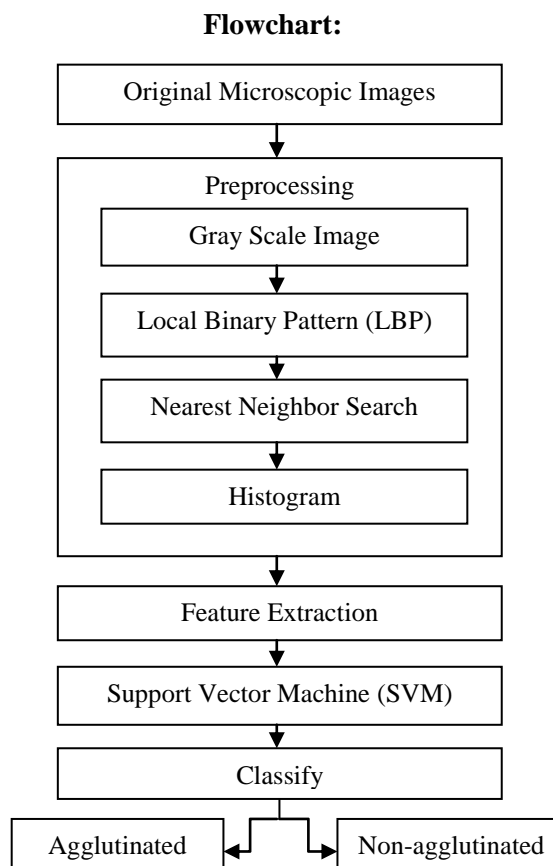 Flowchart:
Original Microscopic Images
Preprocessing
Gray Scale Image
Local Binary Pattern (LBP)
Nearest Neighbor Search
Histogram
Feature Extraction
Support Vector Machine (SVM)
Classify
Agglutinated
Non-agglutinated